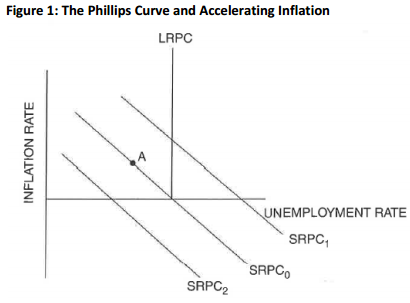 Figure 1: The Phillips Curve and Accelerating Inflation
LRPC
INFLATION RATE
A
UNEMPLOYMENT RATE
SRPC₁
SRPC₀
SRPC₂